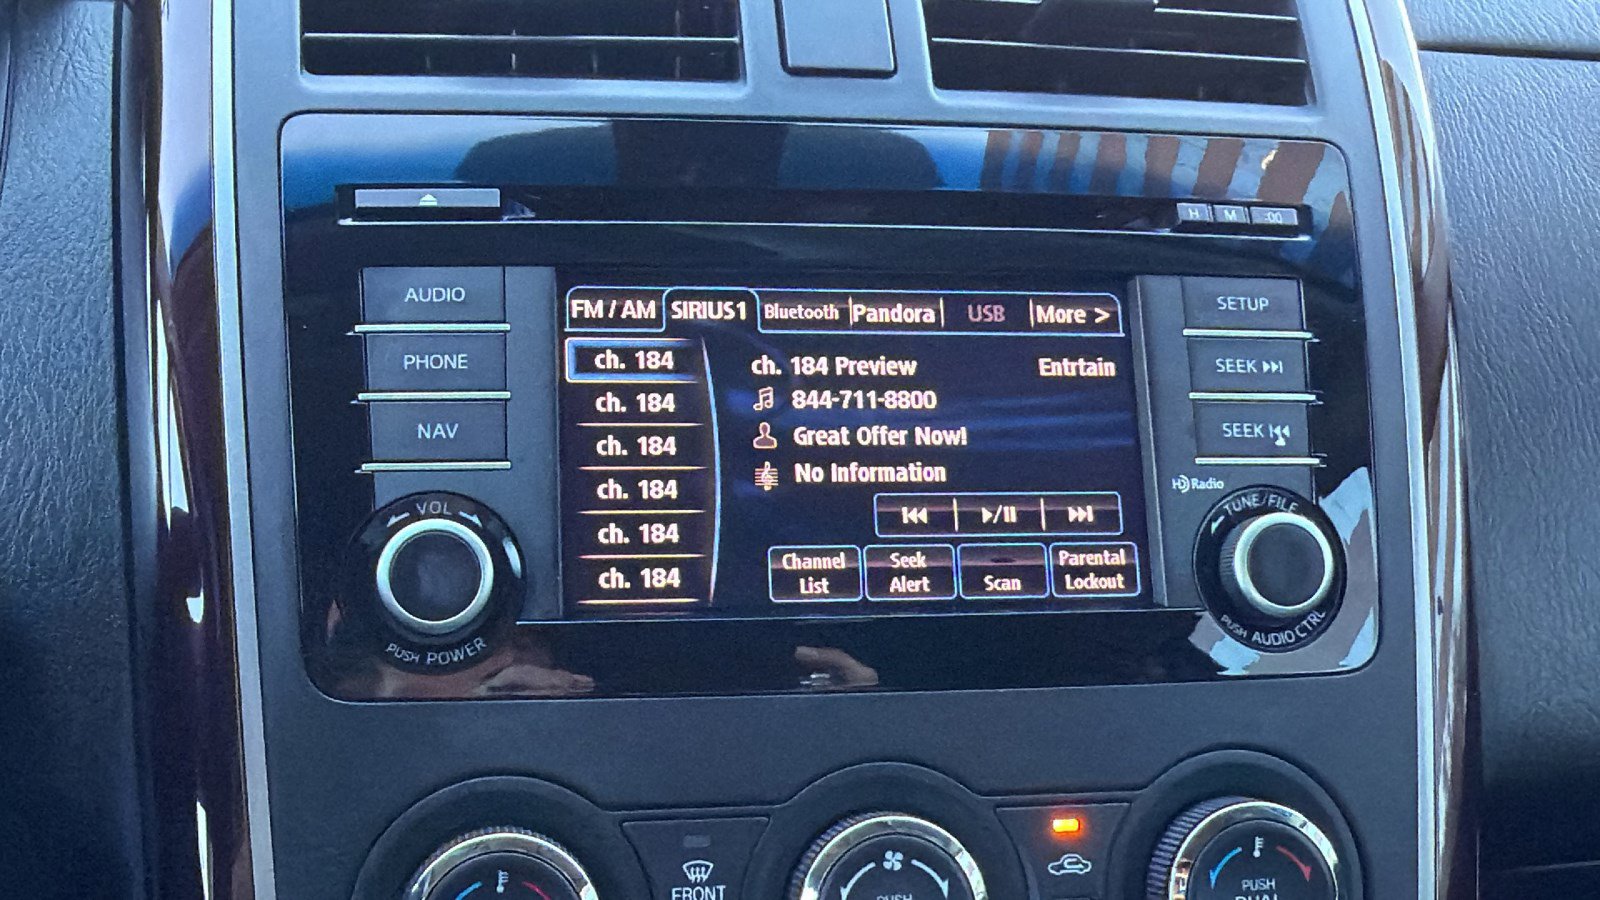 H M :00
AUDIO
PHONE
NAV
VOL
PUSH POWER
FM / AM SIRIUS1 Bluetooth Pandora USB More >
ch. 184
ch. 184
ch. 184
ch. 184
ch. 184
ch. 184
ch. 184 Preview Entrtain
844-711-8800
Great Offer Now!
No Information
Channel List
Seek Alert
Scan
Parental Lockout
SETUP
SEEK
SEEK
HD Radio
TUNE/FILE
PUSH AUDIO CTRL
FRONT
PUSH
PUSH
DUAL